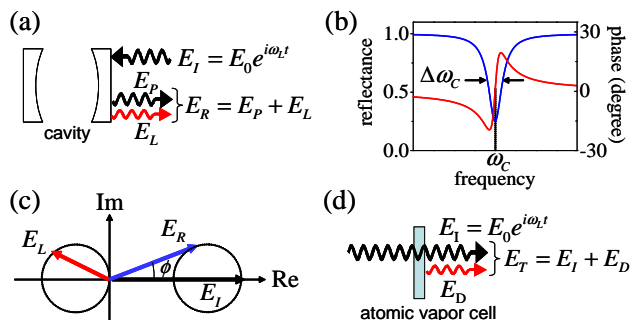 (a)
E_I = E_0e^{iω_Lt}
E_P
E_R = E_P + E_L
E_L
cavity
(b)
1.0
0.5
0.0
reflectance
Δω_C
ω_C
frequency
30
0
-30
phase (degree)
(c)
Im
E_L
E_R
ϕ
E_I
Re
(d)
E_I = E_0e^{iω_Lt}
E_T = E_I + E_D
E_D
atomic vapor cell